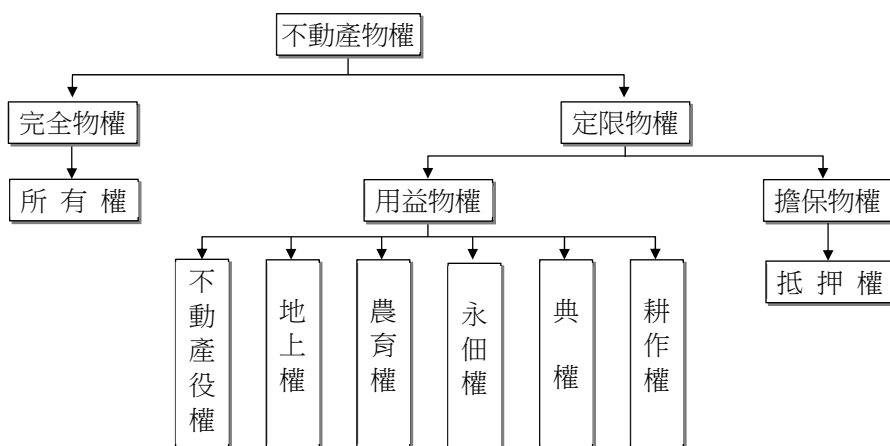 不動產物權
完全物權
定限物權
所有權
用益物權
擔保物權
抵押權
不動產役權
地上權
農育權
永佃權
典權
耕作權